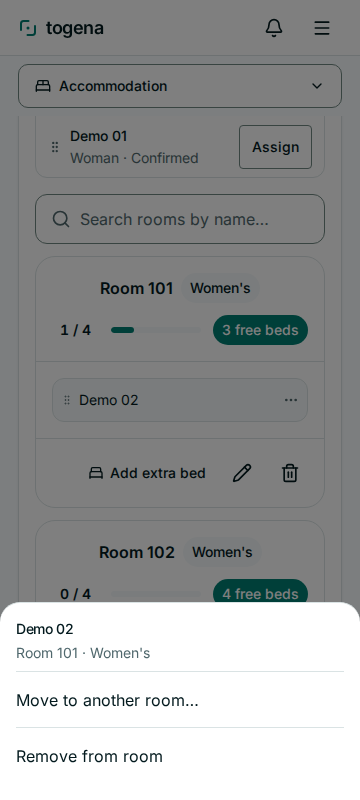 togena
Accommodation
Demo 01
Woman · Confirmed
Assign
Search rooms by name...
Room 101
Women's
1 / 4
3 free beds
Demo 02
Add extra bed
Room 102
Women's
0 / 4
4 free beds
Demo 02
Room 101 · Women's
Move to another room...
Remove from room